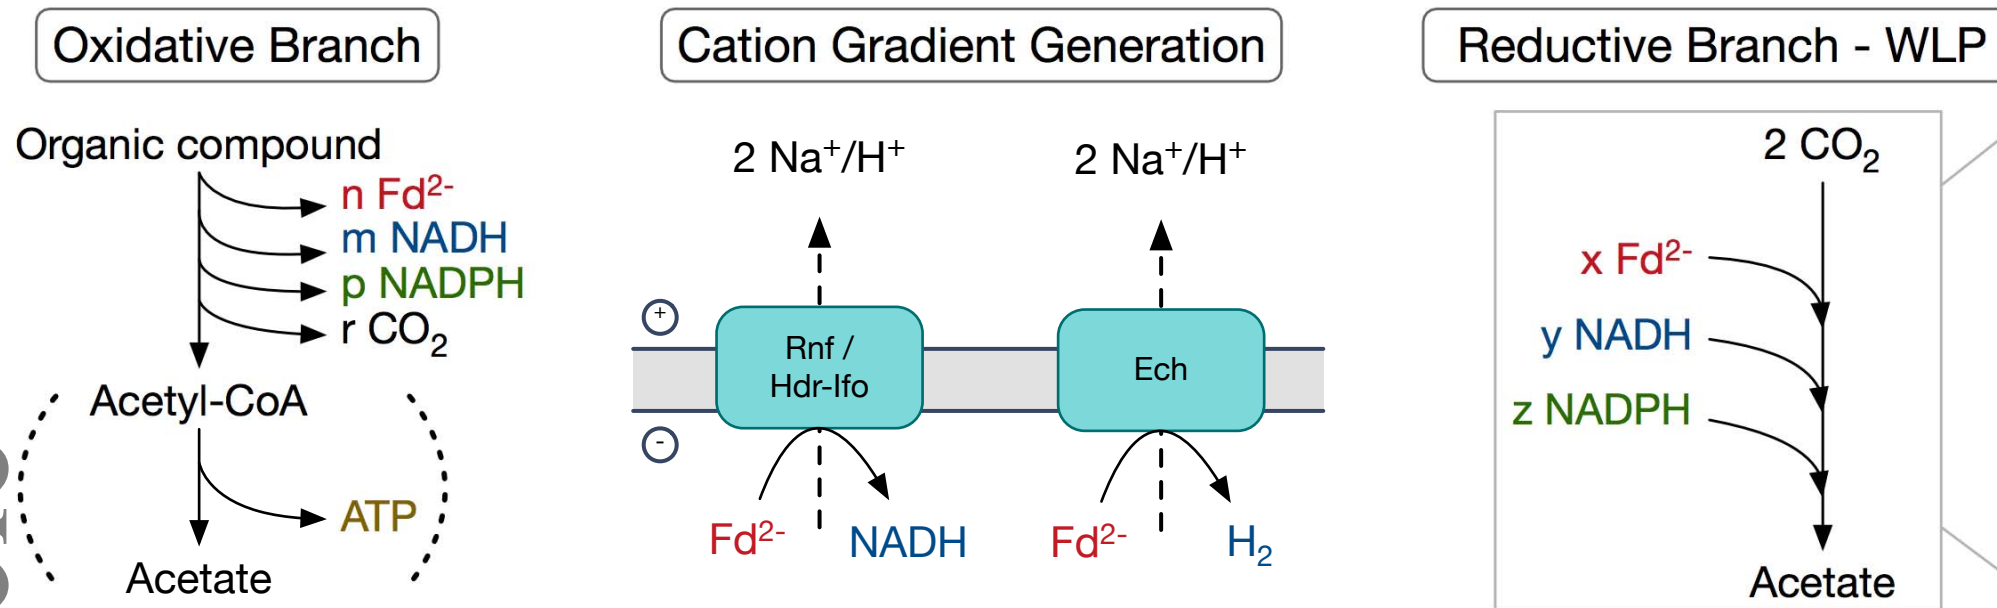 Oxidative Branch
Organic compound
n Fd²⁻
m NADH
p NADPH
r CO₂
Acetyl-CoA
ATP
Acetate
Cation Gradient Generation
2 Na⁺/H⁺
2 Na⁺/H⁺
+
Rnf /
Hdr-Ifo
Ech
-
Fd²⁻
NADH
Fd²⁻
H₂
Reductive Branch - WLP
2 CO₂
x Fd²⁻
y NADH
z NADPH
Acetate